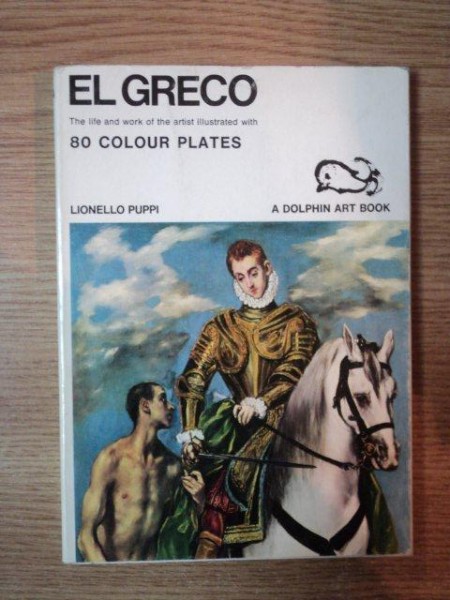 EL GRECO
The life and work of the artist illustrated with
80 COLOUR PLATES
LIONELLO PUPPI
A DOLPHIN ART BOOK